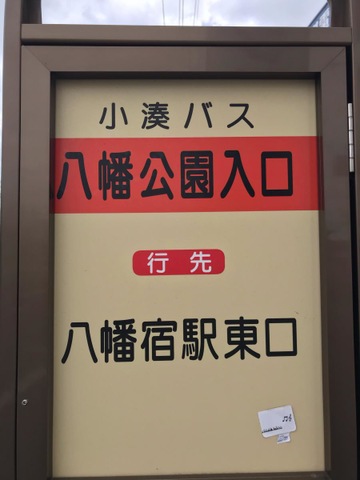 小湊バス
八幡公園入口
行先
八幡宿駅東口